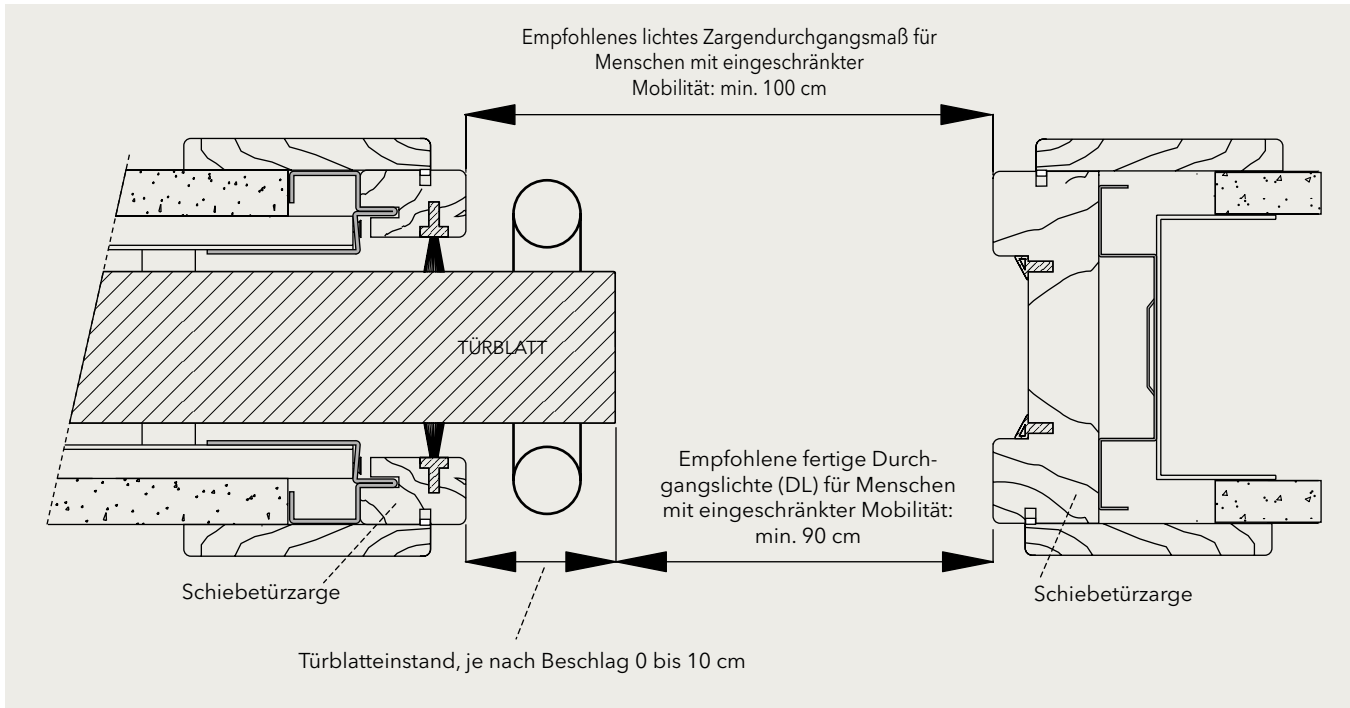 Empfohlenes lichtes Zargendurchgangsmaß für
Menschen mit eingeschränkter
Mobilität: min. 100 cm
TÜRBLATT
Empfohlene fertige Durch-
gangslichte (DL) für Menschen
mit eingeschränkter Mobilität:
min. 90 cm
Schiebetürzarge
Schiebetürzarge
Türblatteinstand, je nach Beschlag 0 bis 10 cm